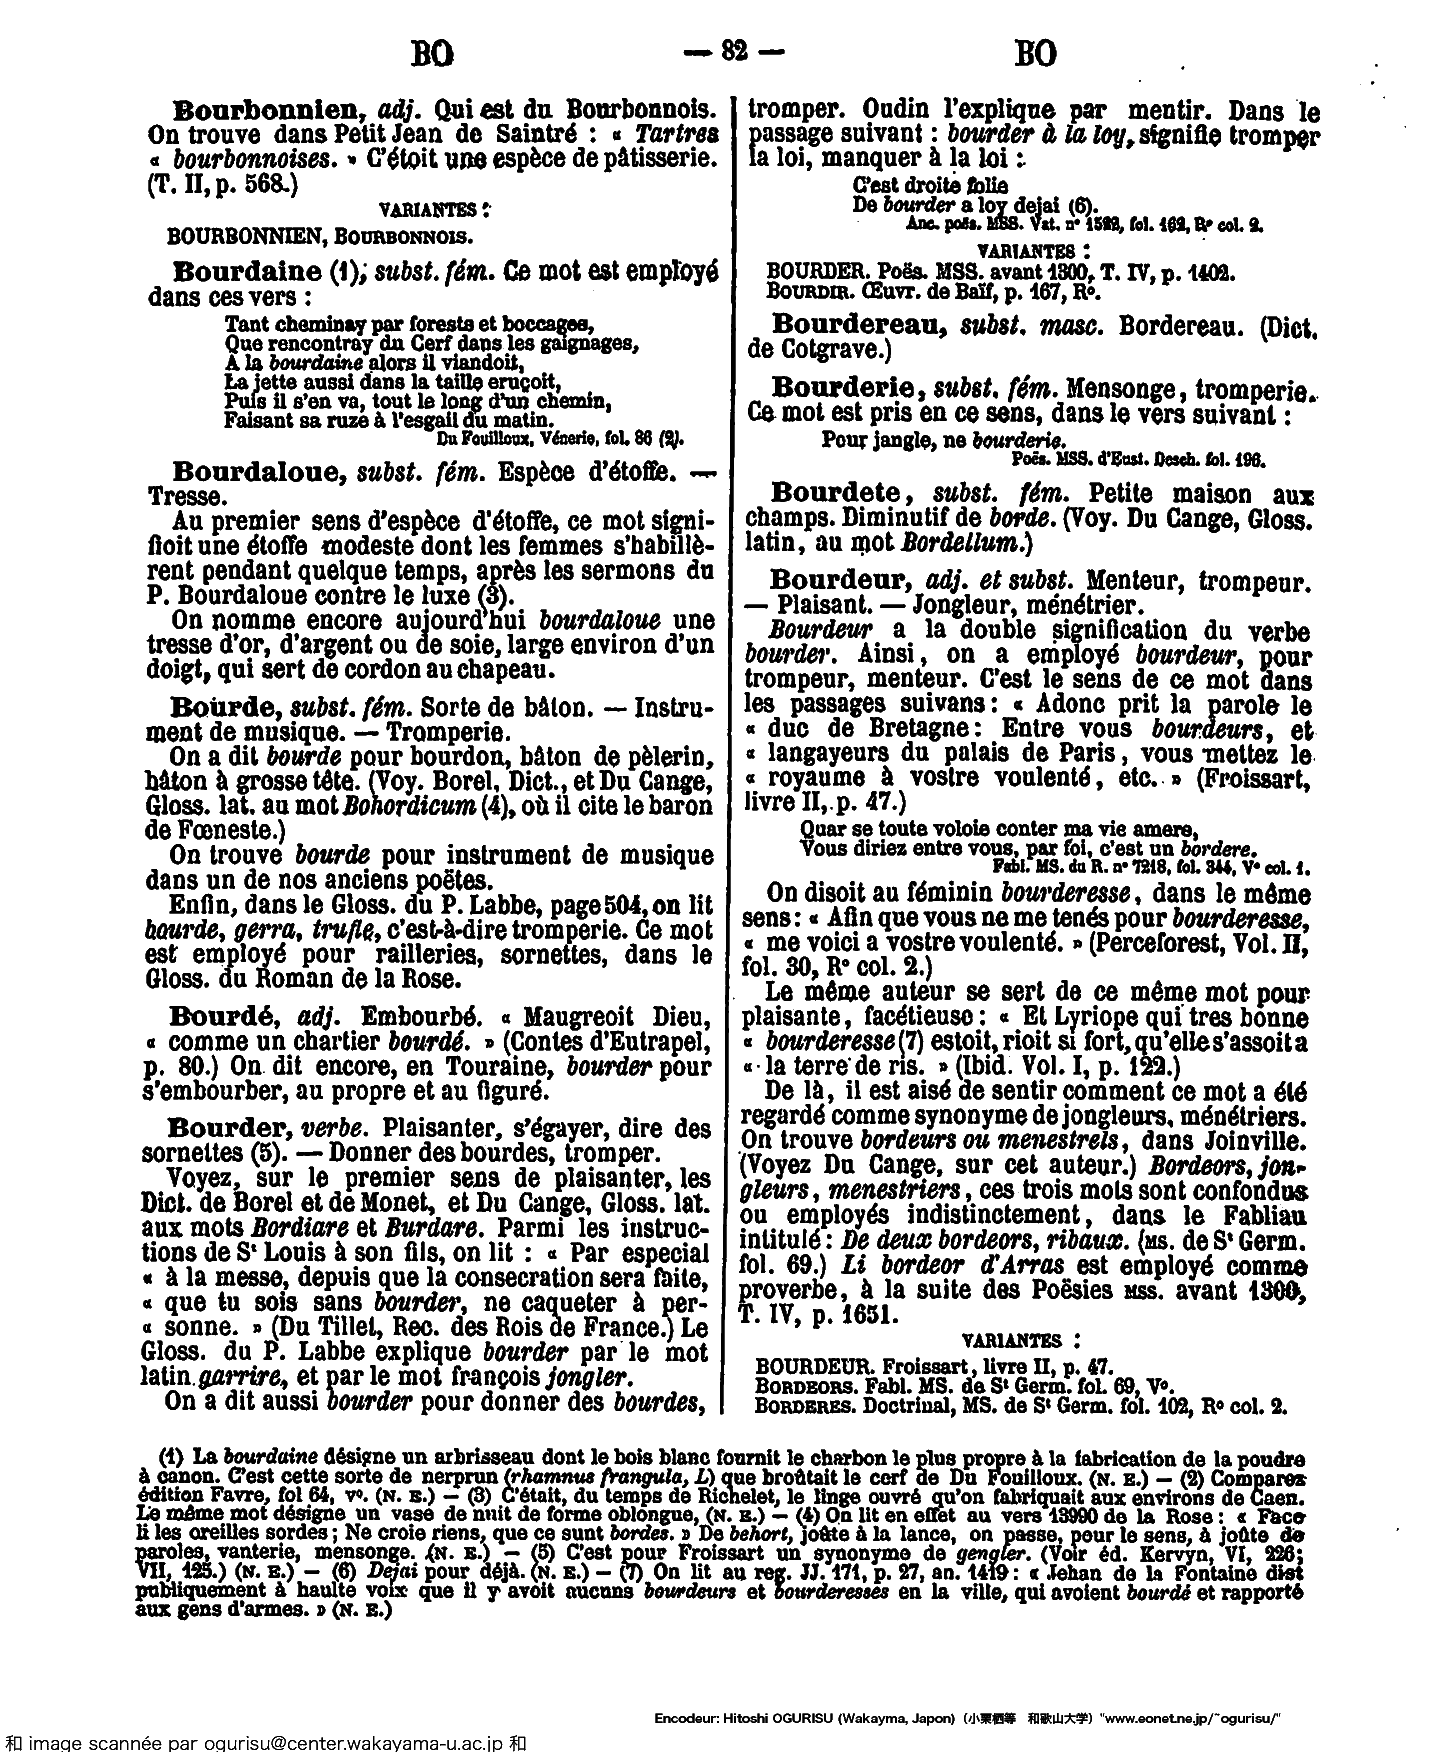 BO — 82 — BO
Bourbonnien, adj. Qui est du Bourbonnois.
On trouve dans Petit Jean de Saintré : « Tartres
« bourbonnoises. » C'étoit une espèce de pâtisserie.
(T. II, p. 568.)
VARIANTES :
BOURBONNIEN, BOURBONNOIS.
Bourdaine (1), subst. fém. Ce mot est employé
dans ces vers :
Tant cheminay par forests et boccages,
Que rencontray du Cerf dans les gaignages,
A la bourdaine alors il viandoit,
La jette aussi dans la taille eruçoit,
Puis il s'en va, tout le long d'un chemin,
Faisant sa ruze à l'esgail du matin.
Du Fouilloux, Vénerie, fol. 86 (2).
Bourdaloue, subst. fém. Espèce d'étoffe. —
Tresse.
Au premier sens d'espèce d'étoffe, ce mot signi-
fioit une étoffe modeste dont les femmes s'habillè-
rent pendant quelque temps, après les sermons du
P. Bourdaloue contre le luxe (3).
On nomme encore aujourd'hui bourdaloue une
tresse d'or, d'argent ou de soie, large environ d'un
doigt, qui sert de cordon au chapeau.
Bourde, subst. fém. Sorte de bâton. — Instru-
ment de musique. — Tromperie.
On a dit bourde pour bourdon, bâton de pèlerin,
bâton à grosse tête. (Voy. Borel, Dict., et Du Cange,
Gloss. lat. au mot Bohordicum (4), où il cite le baron
de Fœneste.)
On trouve bourde pour instrument de musique
dans un de nos anciens poëtes.
Enfin, dans le Gloss. du P. Labbe, page 504, on lit
bourde, gerra, trufle, c'est-à-dire tromperie. Ce mot
est employé pour railleries, sornettes, dans le
Gloss. du Roman de la Rose.
Bourdé, adj. Embourbé. « Maugreoit Dieu,
« comme un chartier bourdé. » (Contes d'Eutrapel,
p. 80.) On dit encore, en Touraine, bourder pour
s'embourber, au propre et au figuré.
Bourder, verbe. Plaisanter, s'égayer, dire des
sornettes (5). — Donner des bourdes, tromper.
Voyez, sur le premier sens de plaisanter, les
Dict. de Borel et de Monet, et Du Cange, Gloss. lat.
aux mots Bordiare et Burdare. Parmi les instruc-
tions de St Louis à son fils, on lit : « Par especial
« à la messe, depuis que la consecration sera faite,
« que tu sois sans bourder, ne caqueter à per-
« sonne. » (Du Tillet, Rec. des Rois de France.) Le
Gloss. du P. Labbe explique bourder par le mot
latin garrire, et par le mot françois jongler.
On a dit aussi bourder pour donner des bourdes,
tromper. Oudin l'explique par mentir. Dans le
passage suivant : bourder à la loy, signifie tromper
la loi, manquer à la loi :
C'est droite folie
De bourder a loy dejai (6).
Anc. poës. MSS. Vat. n° 1522, fol. 162, R° col. 2.
VARIANTES :
BOURDER. Poës. MSS. avant 1300, T. IV, p. 1402.
BOURDIR. Œuvr. de Baïf, p. 167, R°.
Bourdereau, subst. masc. Bordereau. (Dict.
de Cotgrave.)
Bourderie, subst. fém. Mensonge, tromperie.
Ce mot est pris en ce sens, dans le vers suivant :
Pour jangle, ne bourderie.
Poës. MSS. d'Eust. Desch. fol. 196.
Bourdete, subst. fém. Petite maison aux
champs. Diminutif de borde. (Voy. Du Cange, Gloss.
latin, au mot Bordellum.)
Bourdeur, adj. et subst. Menteur, trompeur.
— Plaisant. — Jongleur, ménétrier.
Bourdeur a la double signification du verbe
bourder. Ainsi, on a employé bourdeur, pour
trompeur, menteur. C'est le sens de ce mot dans
les passages suivans : « Adonc prit la parole le
« duc de Bretagne : Entre vous bourdeurs, et
« langayeurs du palais de Paris, vous mettez le
« royaume à vostre voulenté, etc. » (Froissart,
livre II, p. 47.)
Quar se toute voloie conter ma vie amere,
Vous diriez entre vous, par foi, c'est un bordere.
Fabl. MS. du R. n° 7218, fol. 344, V° col. 1.
On disoit au féminin bourderesse, dans le même
sens : « Afin que vous ne me tenés pour bourderesse,
« me voici a vostre voulenté. » (Perceforest, Vol. II,
fol. 30, R° col. 2.)
Le même auteur se sert de ce même mot pour
plaisante, facétieuse : « Et Lyriope qui tres bonne
« bourderesse (7) estoit, rioit si fort, qu'elle s'assoit a
« la terre de ris. » (Ibid. Vol. I, p. 122.)
De là, il est aisé de sentir comment ce mot a été
regardé comme synonyme de jongleurs, ménétriers.
On trouve bordeurs ou menestrels, dans Joinville.
(Voyez Du Cange, sur cet auteur.) Bordeors, jon-
gleurs, menestriers, ces trois mots sont confondus
ou employés indistinctement, dans le Fabliau
intitulé : De deux bordeors, ribaux. (MS. de St Germ.
fol. 69.) Li bordeor d'Arras est employé comme
proverbe, à la suite des Poësies MSS. avant 1300,
T. IV, p. 1651.
VARIANTES :
BOURDEUR. Froissart, livre II, p. 47.
BORDEORS. Fabl. MS. de St Germ. fol. 69, V°.
BORDERES. Doctrinal, MS. de St Germ. fol. 102, R° col. 2.
(1) La bourdaine désigne un arbrisseau dont le bois blanc fournit le charbon le plus propre à la fabrication de la poudre
à canon. C'est cette sorte de nerprun (rhamnus frangula, L) que broûtait le cerf de Du Fouilloux. (N. E.) — (2) Comparez
édition Favre, fol 64, v°. (N. E.) — (3) C'était, du temps de Richelet, le linge ouvré qu'on fabriquait aux environs de Caen.
Le même mot désigne un vase de nuit de forme oblongue, (N. E.) — (4) On lit en effet au vers 13990 de la Rose : « Face
li les oreilles sordes ; Ne croie riens, que ce sunt bordes. » De behort, joûte à la lance, on passe, pour le sens, à joûte de
paroles, vanterie, mensonge. (N. E.) — (5) C'est pour Froissart un synonyme de gengler. (Voir éd. Kervyn, VI, 226;
VII, 125.) (N. E.) — (6) Dejai pour déjà. (N. E.) — (7) On lit au reg. JJ. 171, p. 27, an. 1419 : « Jehan de la Fontaine dist
publiquement à haulte voix que il y avoit aucuns bourdeurs et bourderesses en la ville, qui avoient bourdé et rapporté
aux gens d'armes. » (N. E.)
Encodeur: Hitoshi OGURISU (Wakayma, Japon) (小栗栖等 和歌山大学) "www.eonet.ne.jp/~ogurisu/"
和 image scannée par ogurisu@center.wakayama-u.ac.jp 和